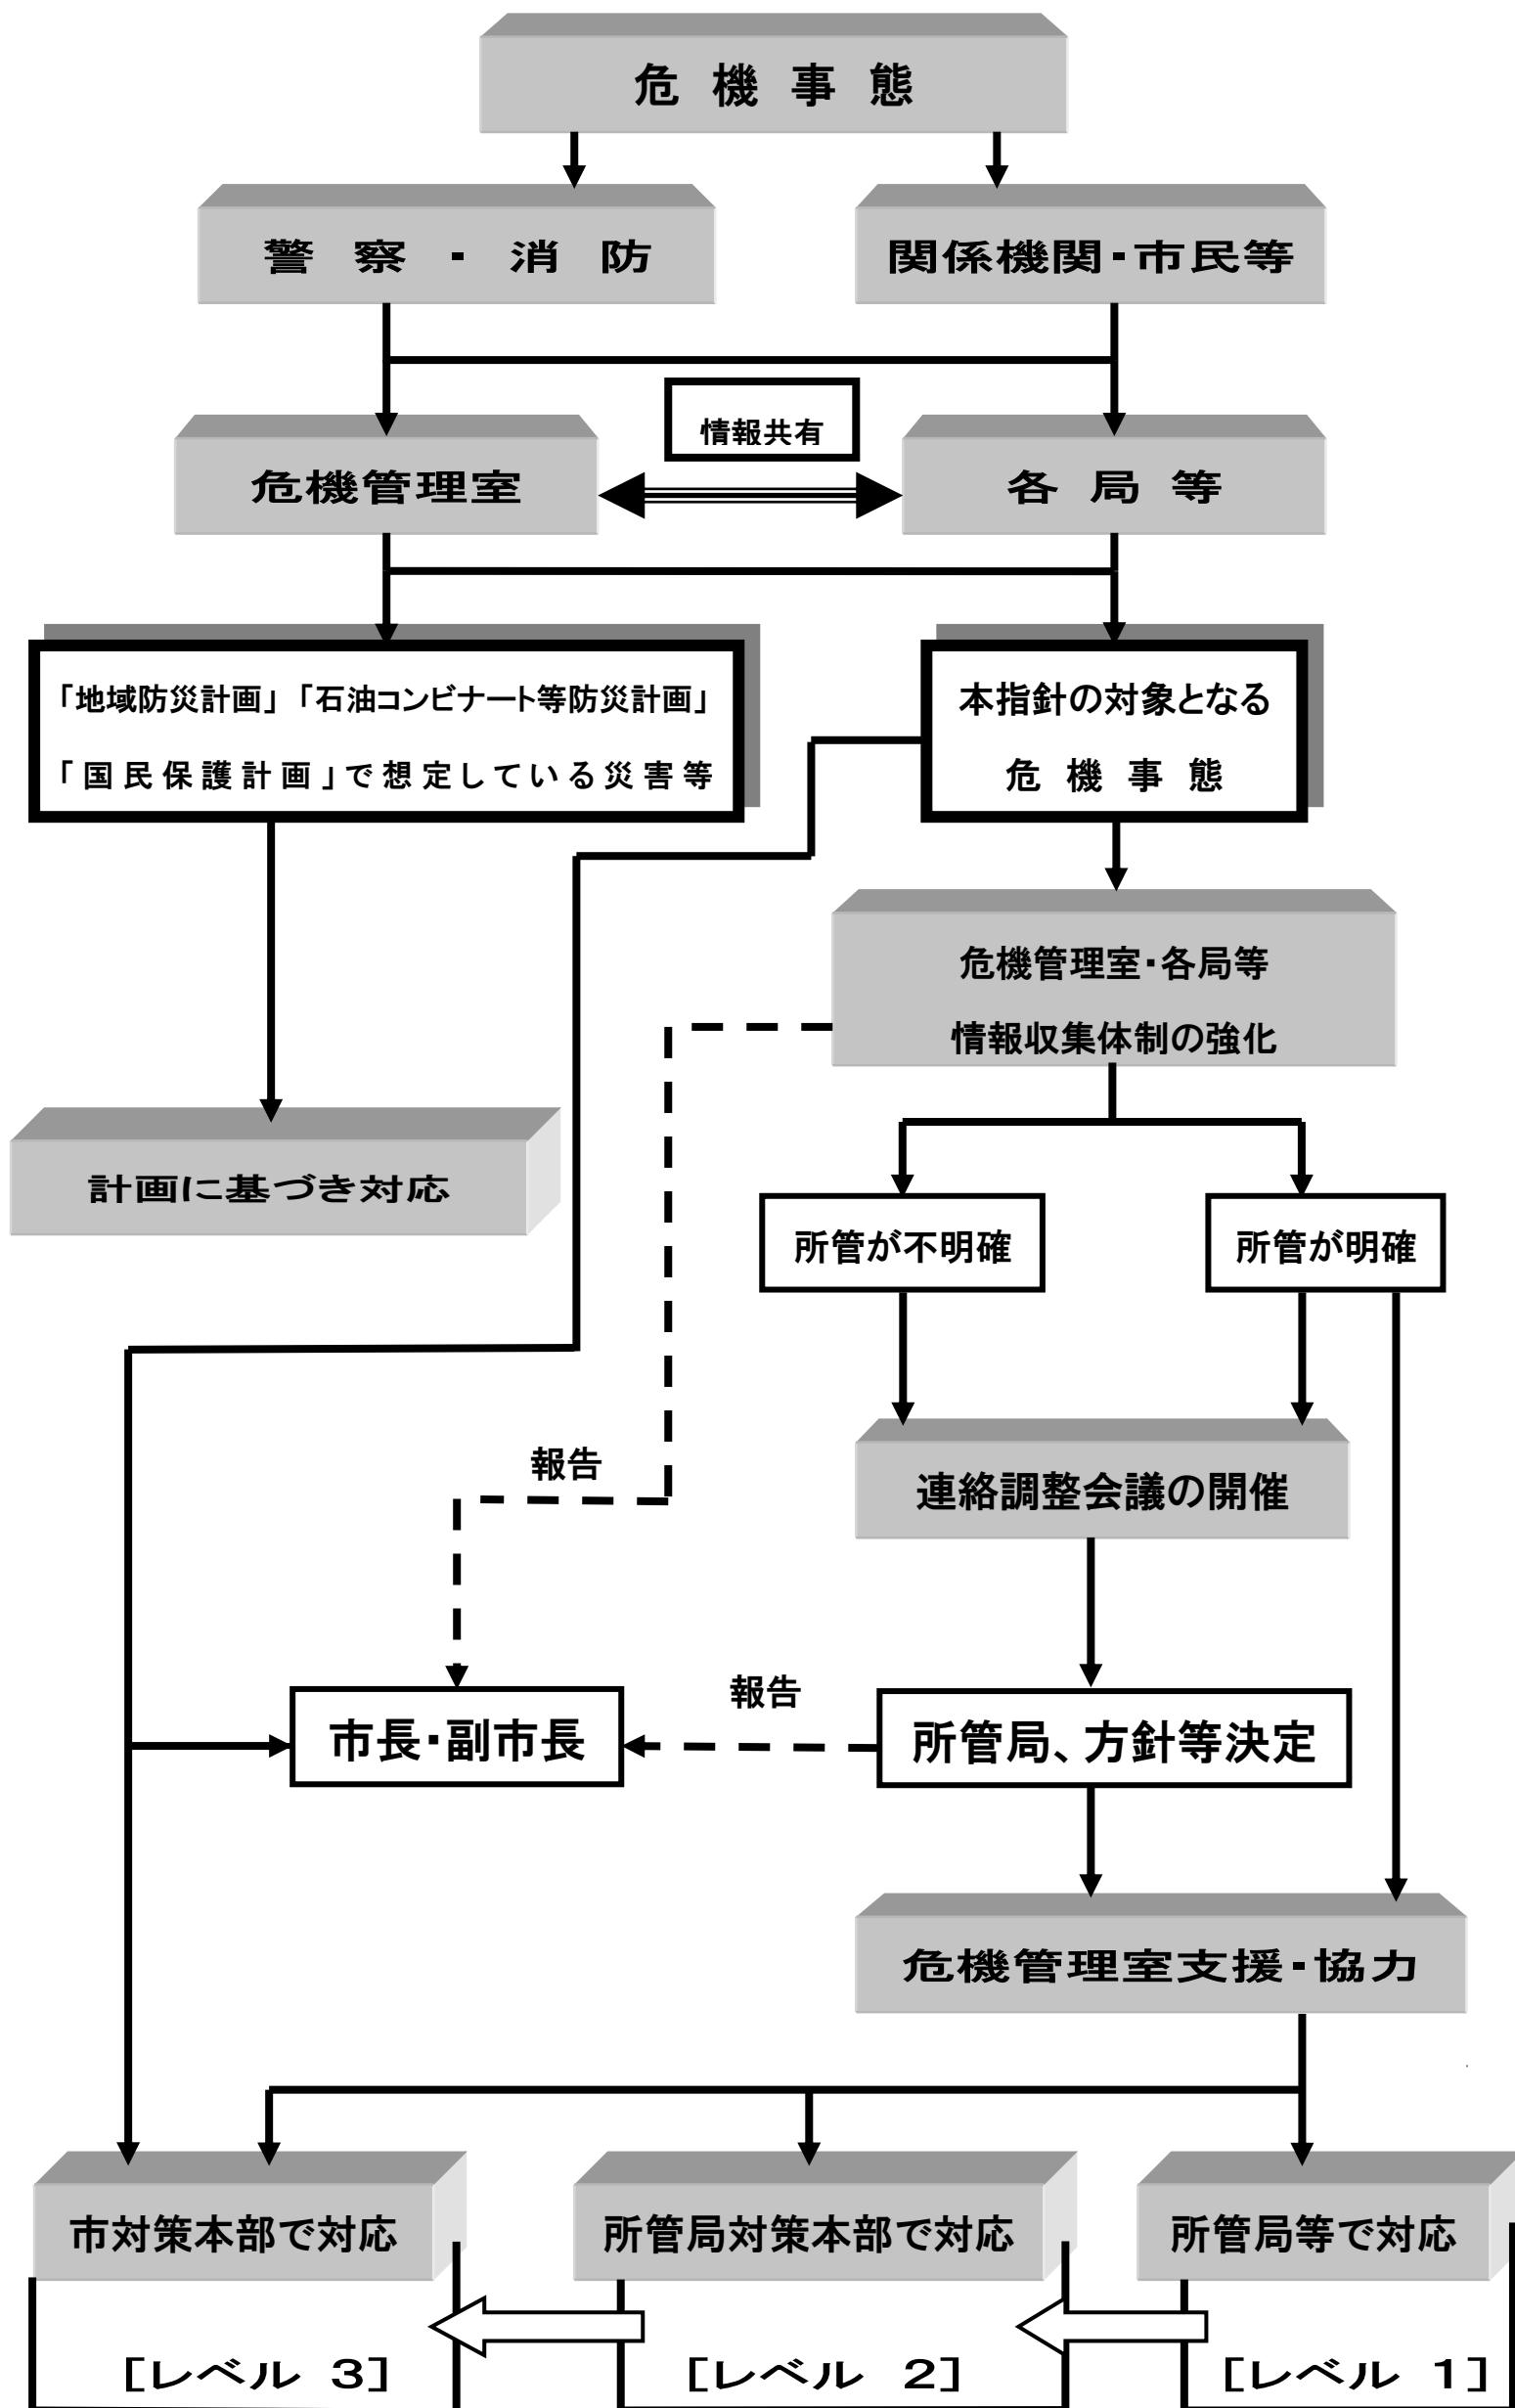 危機事態
警察・消防
関係機関・市民等
情報共有
危機管理室
各局等
「地域防災計画」「石油コンビナート等防災計画」
「国民保護計画」で想定している災害等
本指針の対象となる
危機事態
危機管理室・各局等
情報収集体制の強化
計画に基づき対応
所管が不明確
所管が明確
報告
連絡調整会議の開催
報告
市長・副市長
所管局、方針等決定
危機管理室支援・協力
市対策本部で対応
所管局対策本部で対応
所管局等で対応
[レベル 3]
[レベル 2]
[レベル 1]